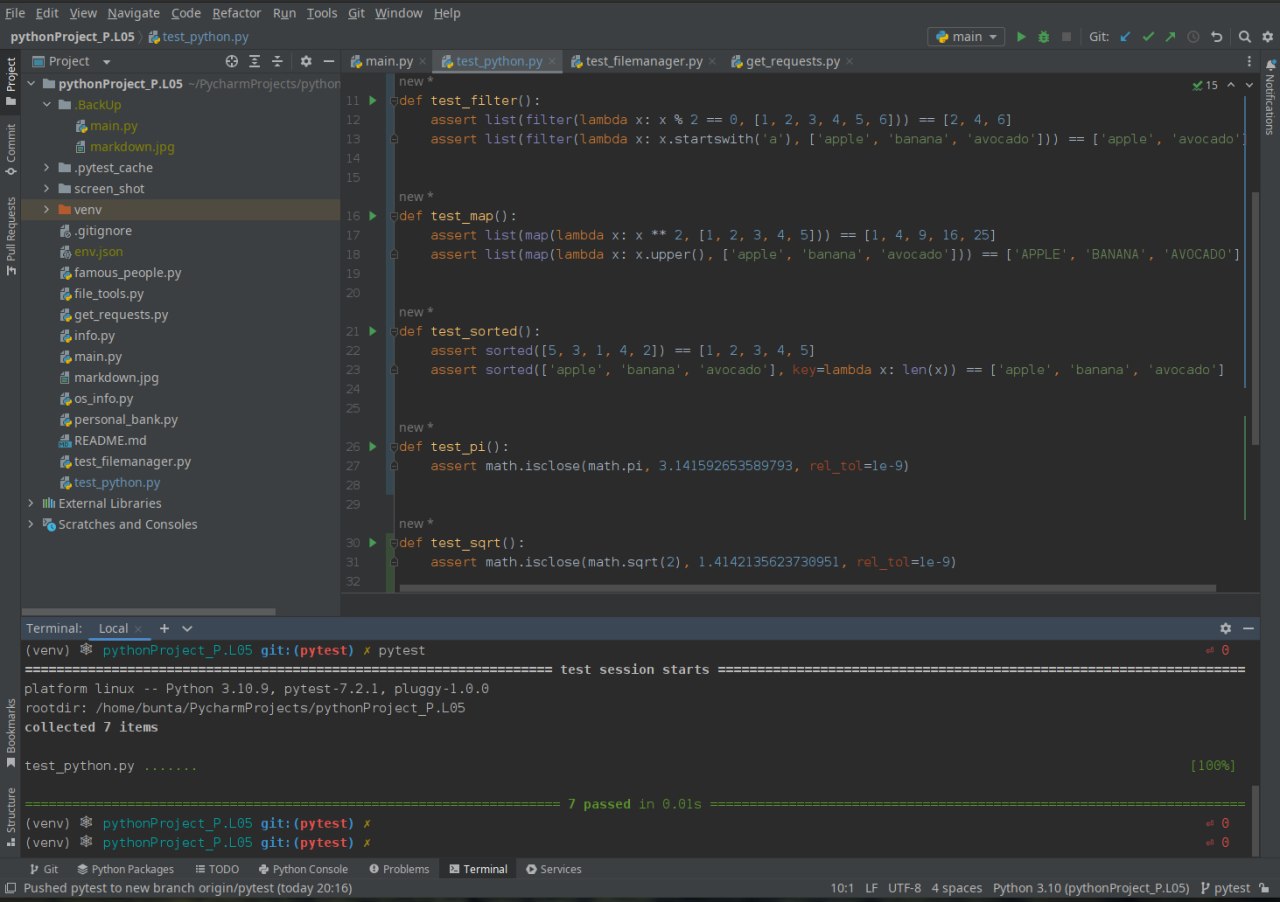 File Edit View Navigate Code Refactor Run Tools Git Window Help
pythonProject_P.L05 test_python.py main Git:
Project
main.py test_python.py test_filemanager.py get_requests.py
pythonProject_P.L05 ~/PycharmProjects/python
.BackUp
main.py
markdown.jpg
.pytest_cache
screen_shot
venv
.gitignore
env.json
famous_people.py
file_tools.py
get_requests.py
info.py
main.py
markdown.jpg
os_info.py
personal_bank.py
README.md
test_filemanager.py
test_python.py
External Libraries
Scratches and Consoles
Project
Commit
Pull Requests
Bookmarks
Structure
Notifications
15
new *
11 def test_filter():
12 assert list(filter(lambda x: x % 2 == 0, [1, 2, 3, 4, 5, 6])) == [2, 4, 6]
13 assert list(filter(lambda x: x.startswith('a'), ['apple', 'banana', 'avocado'])) == ['apple', 'avocado']
14
15
new *
16 def test_map():
17 assert list(map(lambda x: x ** 2, [1, 2, 3, 4, 5])) == [1, 4, 9, 16, 25]
18 assert list(map(lambda x: x.upper(), ['apple', 'banana', 'avocado'])) == ['APPLE', 'BANANA', 'AVOCADO']
19
20
new *
21 def test_sorted():
22 assert sorted([5, 3, 1, 4, 2]) == [1, 2, 3, 4, 5]
23 assert sorted(['apple', 'banana', 'avocado'], key=lambda x: len(x)) == ['apple', 'banana', 'avocado']
24
25
new *
26 def test_pi():
27 assert math.isclose(math.pi, 3.141592653589793, rel_tol=1e-9)
28
29
new *
30 def test_sqrt():
31 assert math.isclose(math.sqrt(2), 1.4142135623730951, rel_tol=1e-9)
32
Terminal: Local
(venv) 🕸 pythonProject_P.L05 git:(pytest) ✗ pytest ⏎ 0
======== test session starts ========
platform linux -- Python 3.10.9, pytest-7.2.1, pluggy-1.0.0
rootdir: /home/bunta/PycharmProjects/pythonProject_P.L05
collected 7 items
test_python.py ....... [100%]
======== 7 passed in 0.01s ========
(venv) 🕸 pythonProject_P.L05 git:(pytest) ✗ ⏎ 0
(venv) 🕸 pythonProject_P.L05 git:(pytest) ✗ ⏎ 0
Git Python Packages TODO Python Console Problems Terminal Services
Pushed pytest to new branch origin/pytest (today 20:16) 10:1 LF UTF-8 4 spaces Python 3.10 (pythonProject_P.L05) pytest